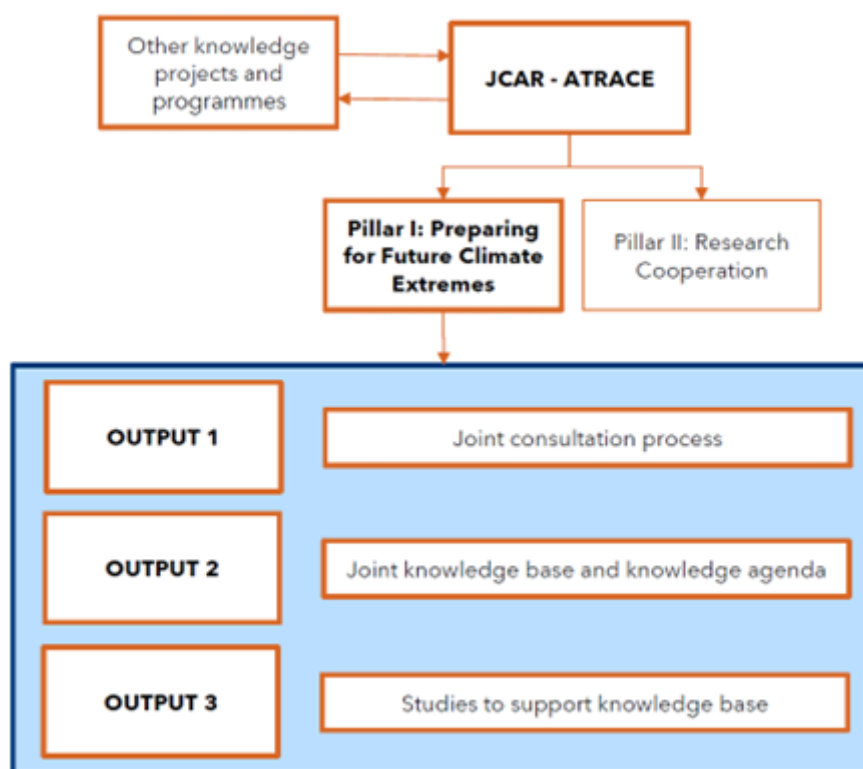 Other knowledge
projects and
programmes
JCAR - ATRACE
Pillar I: Preparing
for Future Climate
Extremes
Pillar II: Research
Cooperation
OUTPUT 1
Joint consultation process
OUTPUT 2
Joint knowledge base and knowledge agenda
OUTPUT 3
Studies to support knowledge base